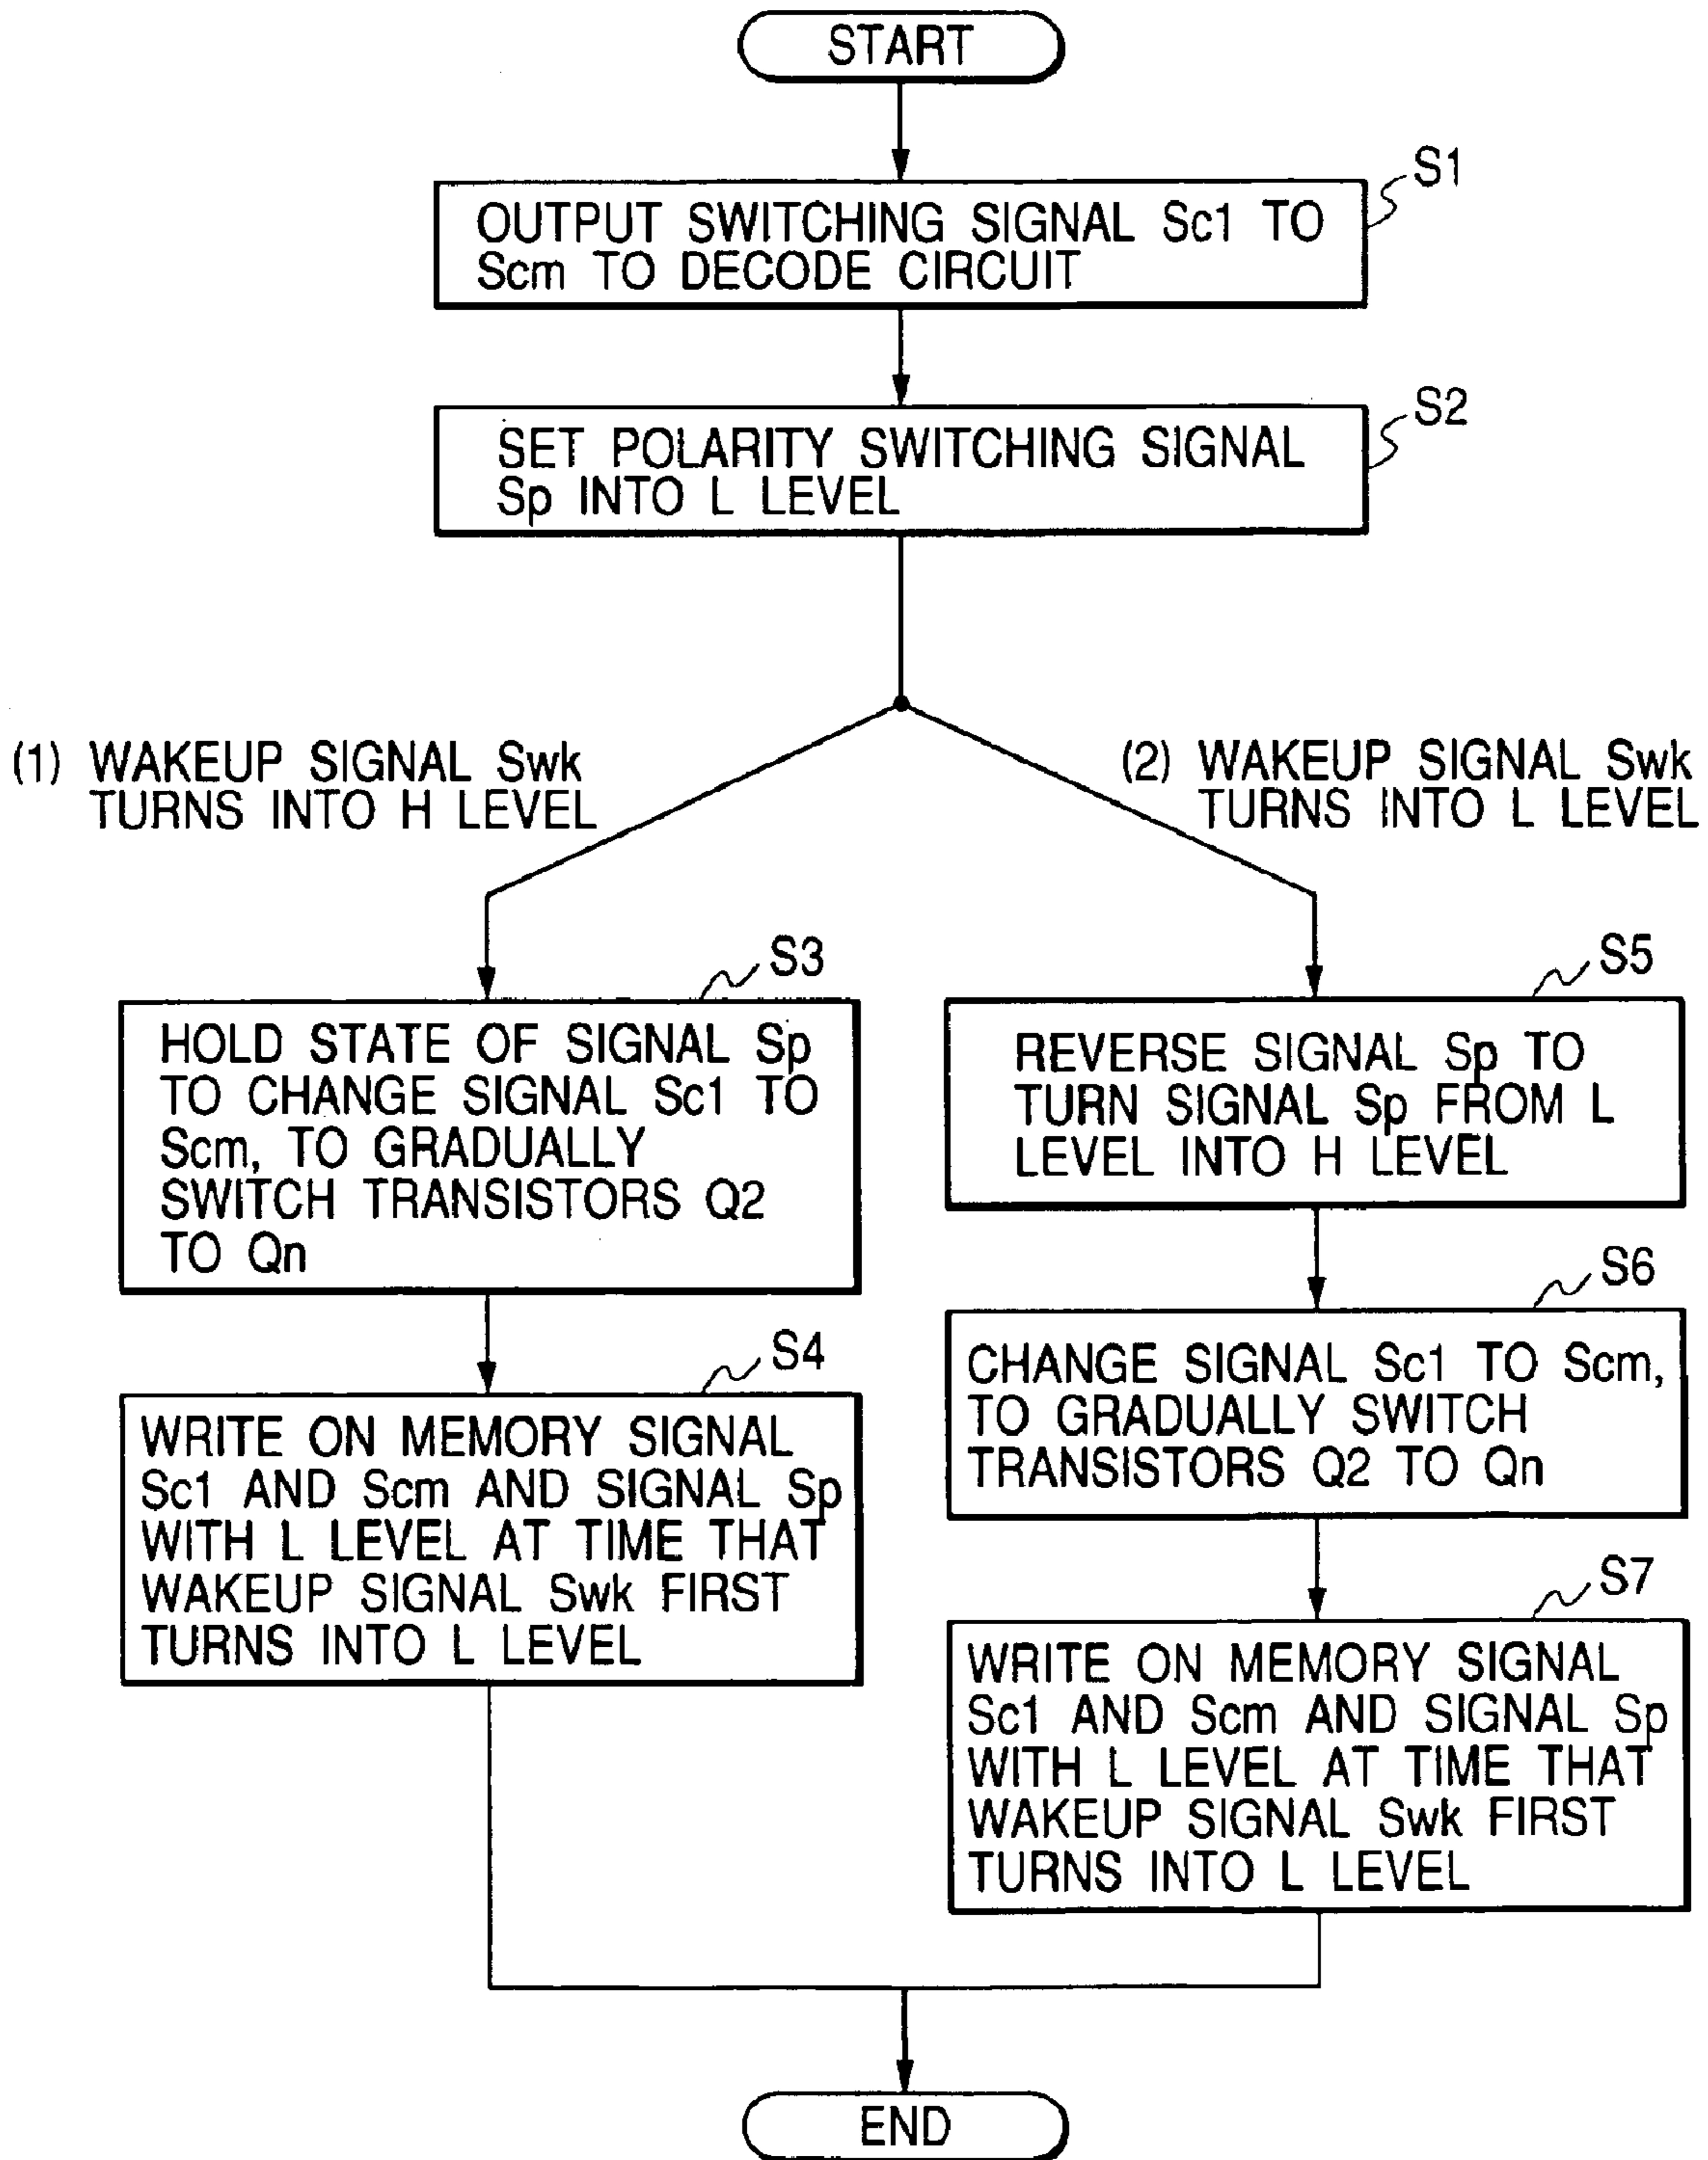 START
S1
OUTPUT SWITCHING SIGNAL Sc1 TO
Scm TO DECODE CIRCUIT
S2
SET POLARITY SWITCHING SIGNAL
Sp INTO L LEVEL
(1) WAKEUP SIGNAL Swk
TURNS INTO H LEVEL
(2) WAKEUP SIGNAL Swk
TURNS INTO L LEVEL
S3
HOLD STATE OF SIGNAL Sp
TO CHANGE SIGNAL Sc1 TO
Scm, TO GRADUALLY
SWITCH TRANSISTORS Q2
TO Qn
S4
WRITE ON MEMORY SIGNAL
Sc1 AND Scm AND SIGNAL Sp
WITH L LEVEL AT TIME THAT
WAKEUP SIGNAL Swk FIRST
TURNS INTO L LEVEL
S5
REVERSE SIGNAL Sp TO
TURN SIGNAL Sp FROM L
LEVEL INTO H LEVEL
S6
CHANGE SIGNAL Sc1 TO Scm,
TO GRADUALLY SWITCH
TRANSISTORS Q2 TO Qn
S7
WRITE ON MEMORY SIGNAL
Sc1 AND Scm AND SIGNAL Sp
WITH L LEVEL AT TIME THAT
WAKEUP SIGNAL Swk FIRST
TURNS INTO L LEVEL
END